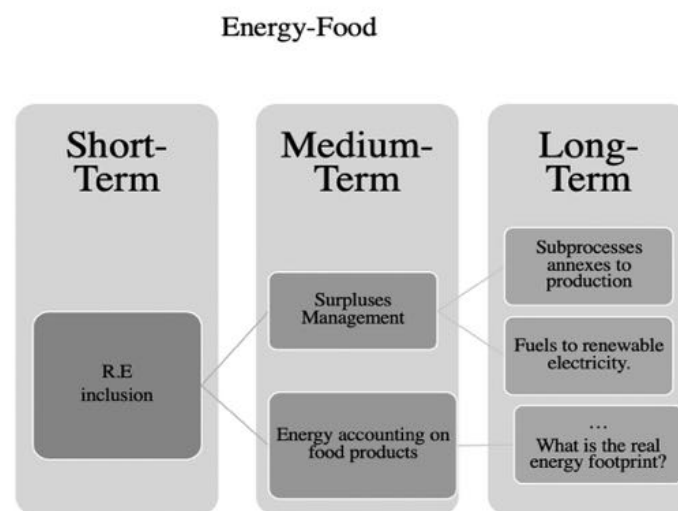 Energy-Food
Short-
Term
Medium-
Term
Long-
Term
R.E
inclusion
Surpluses
Management
Energy accounting on
food products
Subprocesses
annexes to
production
Fuels to renewable
electricity.
…
What is the real
energy footprint?